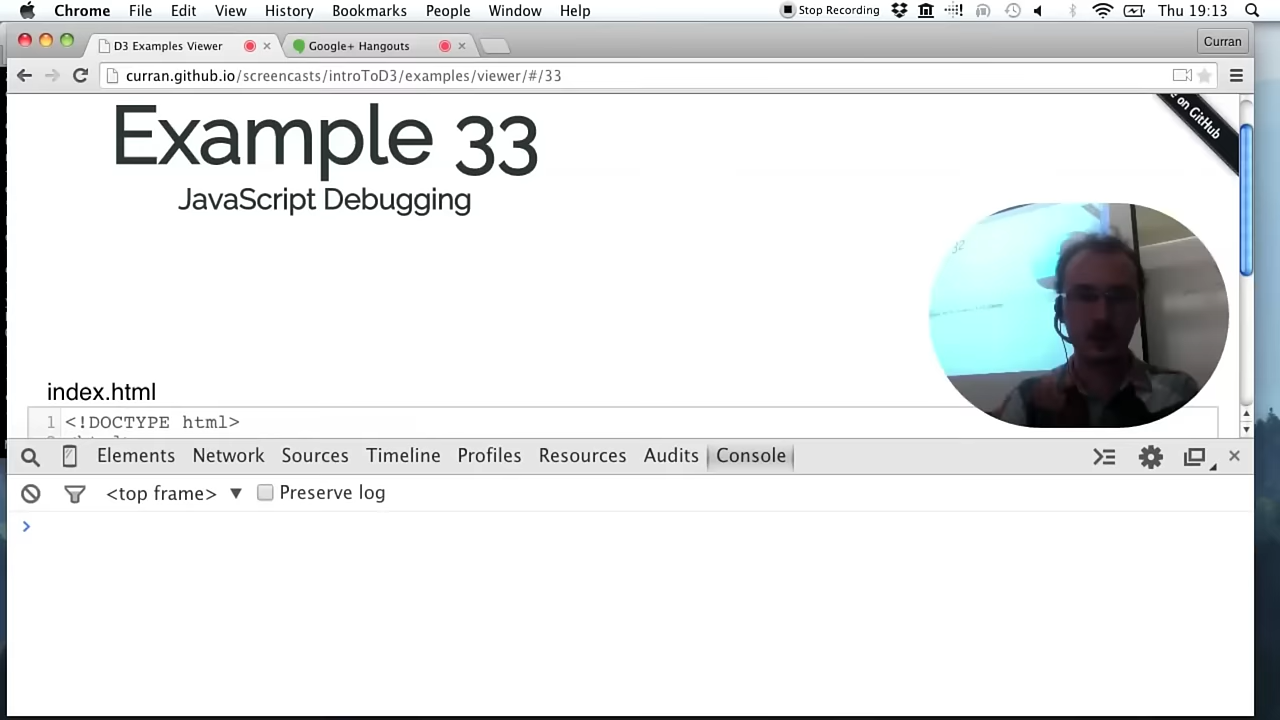 Chrome File Edit View History Bookmarks People Window Help Stop Recording Thu 19:13
D3 Examples Viewer × Google+ Hangouts × Curran
curran.github.io/screencasts/introToD3/examples/viewer/#/33
Example 33
on GitHub
JavaScript Debugging
32
index.html
1 <!DOCTYPE html>
Elements Network Sources Timeline Profiles Resources Audits Console
<top frame> ▼ Preserve log
>